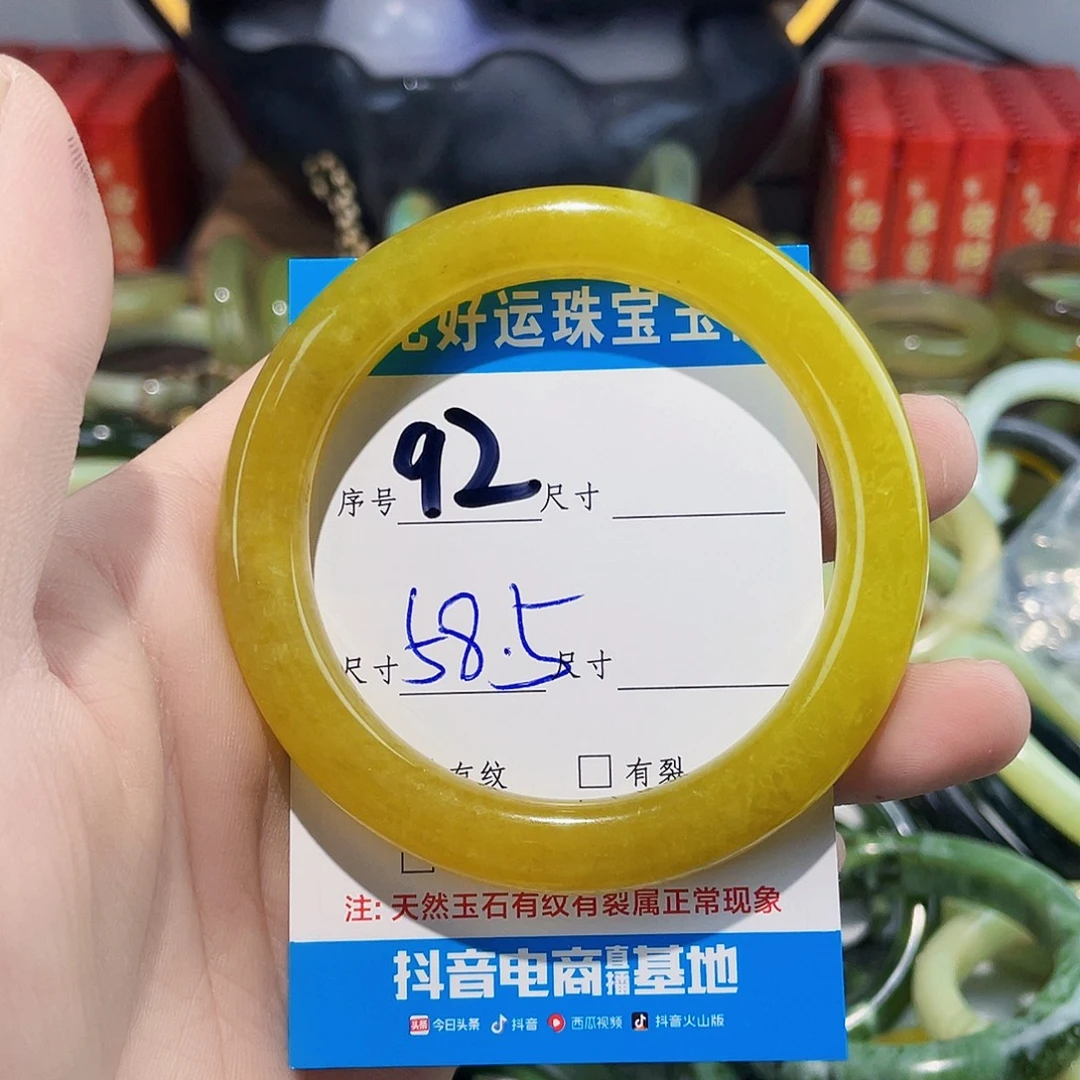 好运珠宝玉
序号 92 尺寸
尺寸 58.5 尺寸
有纹 有裂
注: 天然玉石有纹有裂属正常现象
抖音电商直播基地
头条 今日头条 抖音 西瓜视频 抖音火山版